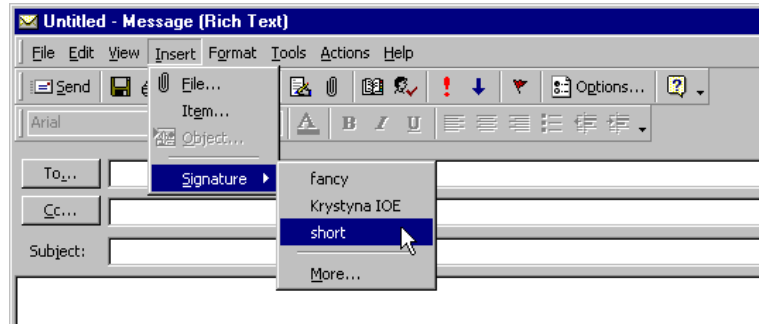 Untitled - Message (Rich Text)
File Edit View Insert Format Tools Actions Help
Send Options...
File...
Item...
Arial A B I U
Object...
To... Signature fancy
Cc... Krystyna IOE
short
Subject:
More...